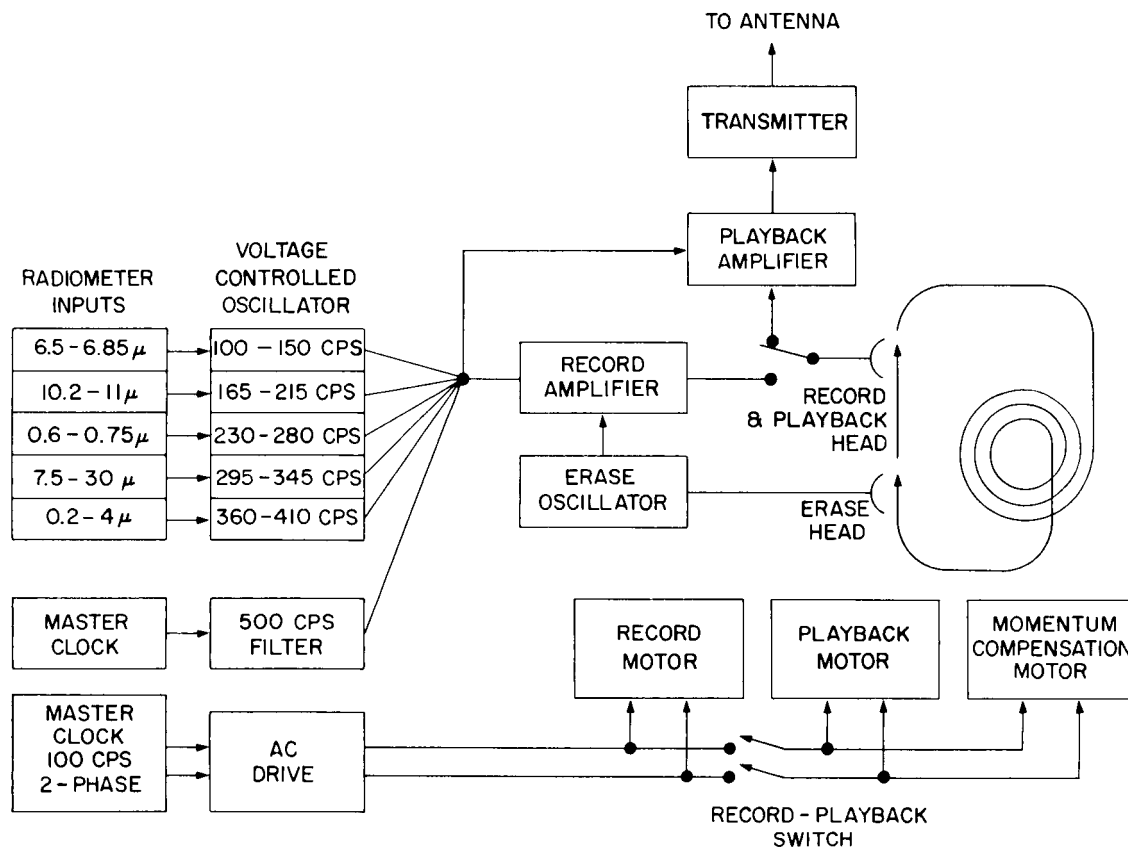 TO ANTENNA
TRANSMITTER
PLAYBACK
AMPLIFIER
RADIOMETER
INPUTS
VOLTAGE
CONTROLLED
OSCILLATOR
6.5 - 6.85 μ
100 - 150 CPS
10.2 - 11 μ
165 - 215 CPS
0.6 - 0.75 μ
230 - 280 CPS
7.5 - 30 μ
295 - 345 CPS
0.2 - 4 μ
360 - 410 CPS
RECORD
AMPLIFIER
RECORD
& PLAYBACK
HEAD
ERASE
OSCILLATOR
ERASE
HEAD
MASTER
CLOCK
500 CPS
FILTER
RECORD
MOTOR
PLAYBACK
MOTOR
MOMENTUM
COMPENSATION
MOTOR
MASTER
CLOCK
100 CPS
2 - PHASE
AC
DRIVE
RECORD - PLAYBACK
SWITCH